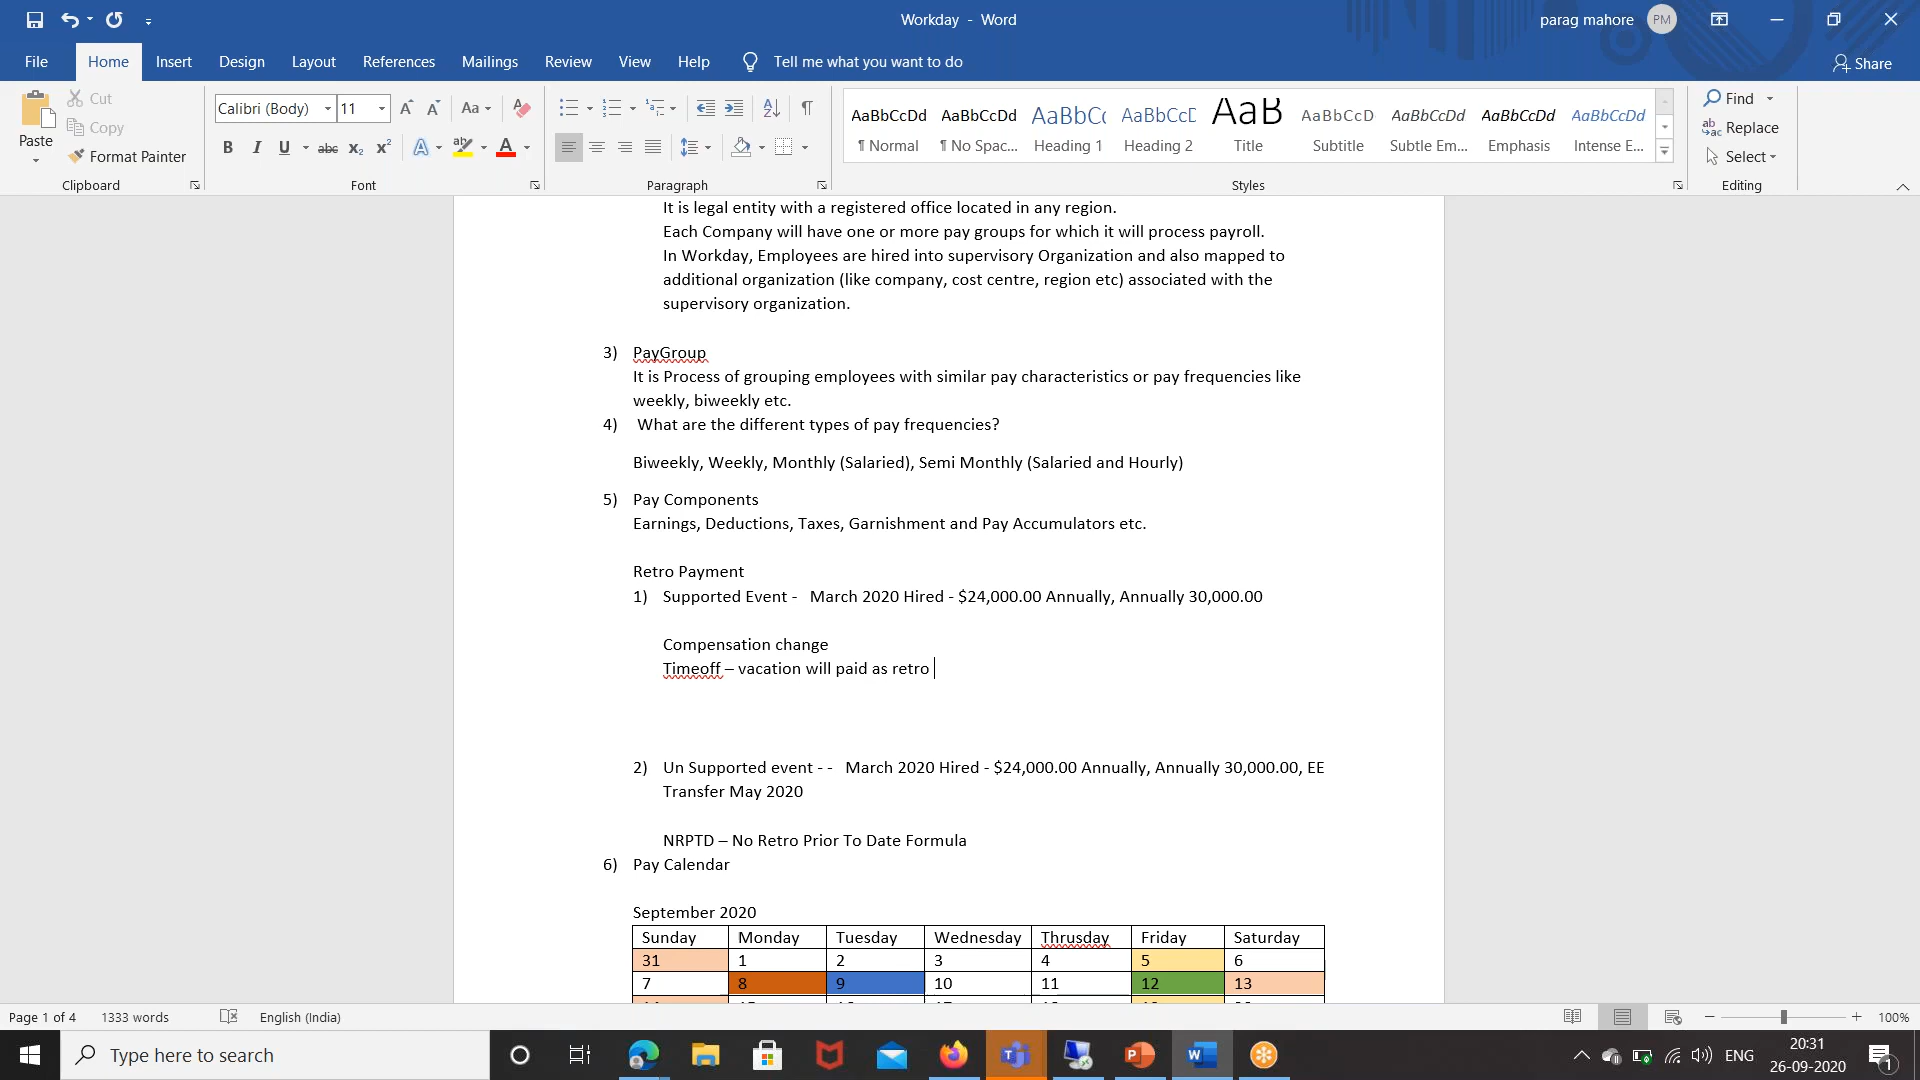 Workday - Word
parag mahore PM
File Home Insert Design Layout References Mailings Review View Help Tell me what you want to do Share
Paste Cut Copy Format Painter Clipboard
Calibri (Body) 11 Font
Paragraph
AaBbCcDd ¶ Normal
AaBbCcDd ¶ No Spac...
AaBbCc Heading 1
AaBbCcD Heading 2
AaB Title
AaBbCcD Subtitle
AaBbCcDd Subtle Em...
AaBbCcDd Emphasis
AaBbCcDd Intense E...
Styles
Find Replace Select Editing
It is legal entity with a registered office located in any region.
Each Company will have one or more pay groups for which it will process payroll.
In Workday, Employees are hired into supervisory Organization and also mapped to
additional organization (like company, cost centre, region etc) associated with the
supervisory organization.
3) PayGroup
It is Process of grouping employees with similar pay characteristics or pay frequencies like
weekly, biweekly etc.
4) What are the different types of pay frequencies?
Biweekly, Weekly, Monthly (Salaried), Semi Monthly (Salaried and Hourly)
5) Pay Components
Earnings, Deductions, Taxes, Garnishment and Pay Accumulators etc.
Retro Payment
1) Supported Event - March 2020 Hired - $24,000.00 Annually, Annually 30,000.00
Compensation change
Timeoff – vacation will paid as retro
2) Un Supported event - - March 2020 Hired - $24,000.00 Annually, Annually 30,000.00, EE
Transfer May 2020
NRPTD – No Retro Prior To Date Formula
6) Pay Calendar
September 2020
Sunday Monday Tuesday Wednesday Thrusday Friday Saturday
31 1 2 3 4 5 6
7 8 9 10 11 12 13
Page 1 of 4 1333 words English (India) 100%
Type here to search
ENG 20:31
26-09-2020 1